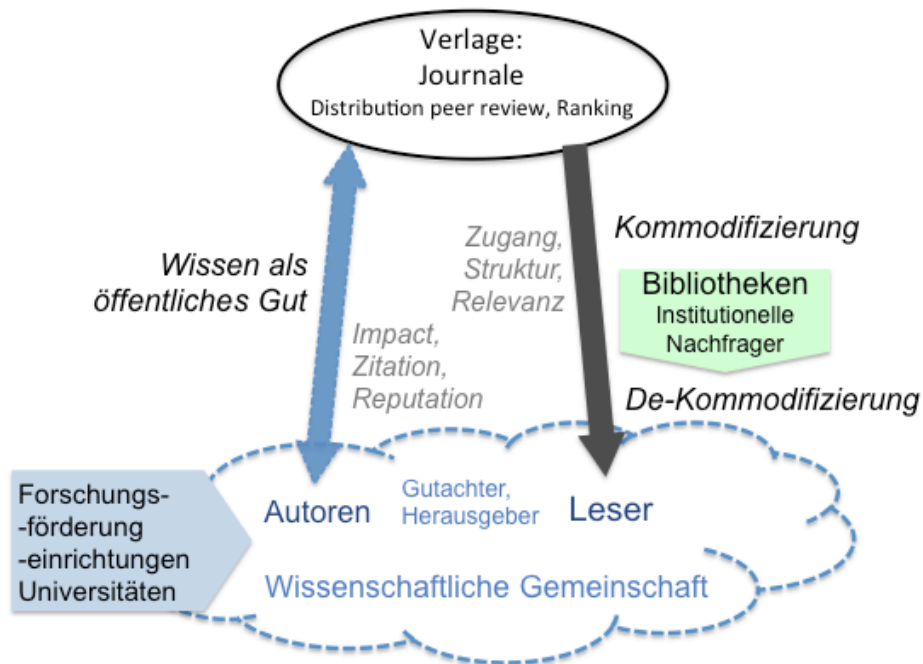 Verlage:
Journale
Distribution peer review, Ranking
Wissen als
öffentliches Gut
Impact,
Zitation,
Reputation
Zugang,
Struktur,
Relevanz
Kommodifizierung
Bibliotheken
Institutionelle
Nachfrager
De-Kommodifizierung
Forschungs-
-förderung
-einrichtungen
Universitäten
Autoren
Gutachter,
Herausgeber
Leser
Wissenschaftliche Gemeinschaft